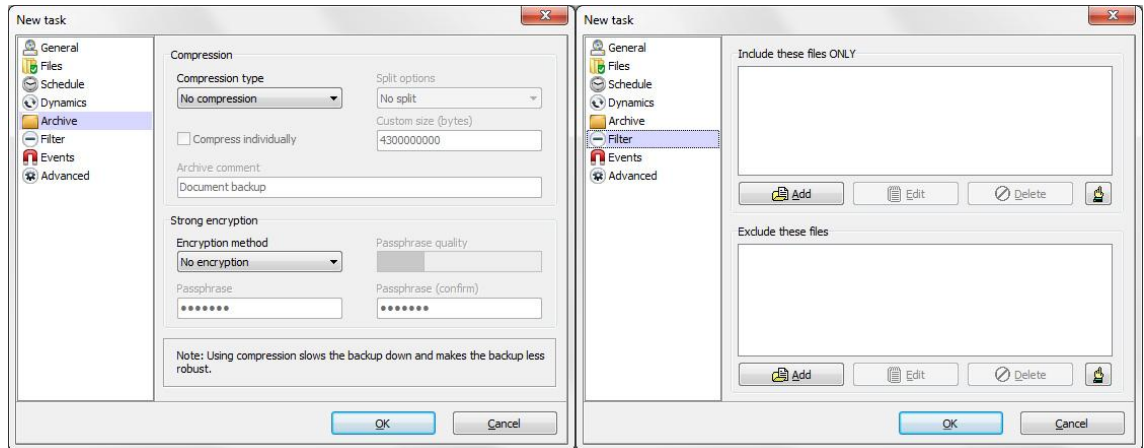 New task
General
Files
Schedule
Dynamics
Archive
Filter
Events
Advanced
Compression
Compression type
Split options
No compression
No split
Custom size (bytes)
Compress individually
4300000000
Archive comment
Document backup
Strong encryption
Encryption method
Passphrase quality
No encryption
Passphrase
Passphrase (confirm)
•••••••
•••••••
Note: Using compression slows the backup down and makes the backup less
robust.
OK
Cancel
New task
General
Files
Schedule
Dynamics
Archive
Filter
Events
Advanced
Include these files ONLY
Add
Edit
Delete
Exclude these files
Add
Edit
Delete
OK
Cancel